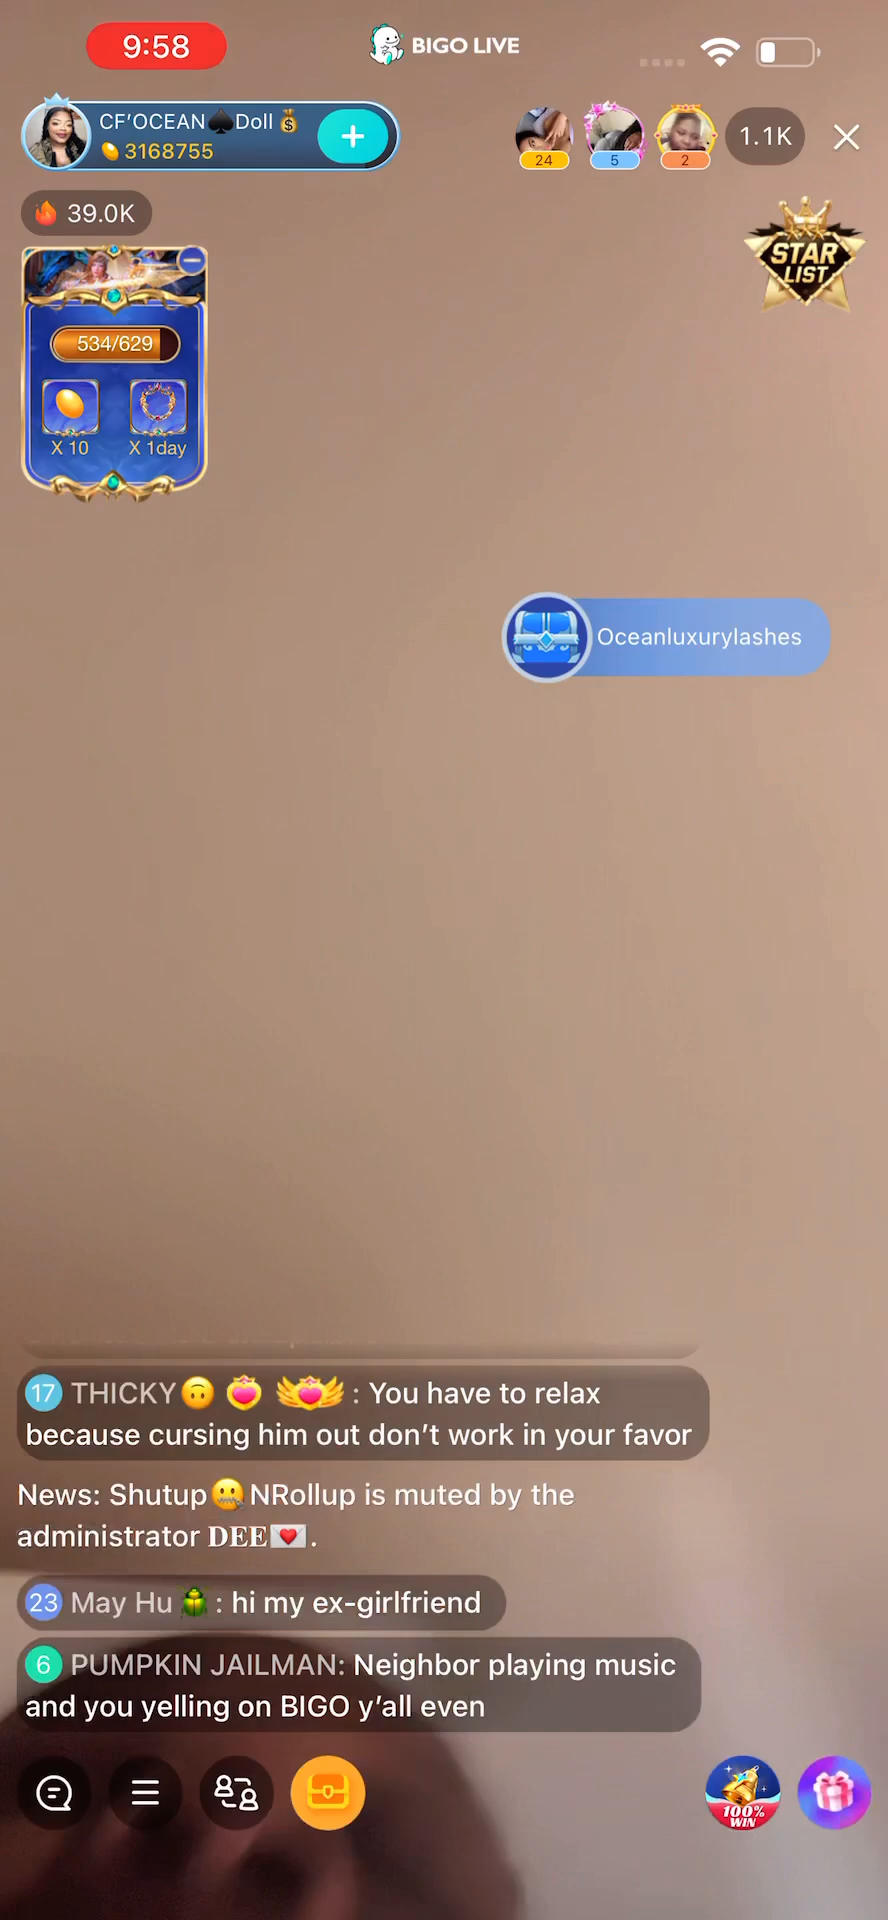 9:58
BIGO LIVE
CF'OCEAN♠️Doll💰
3168755
24
5
2
1.1K
39.0K
STAR
LIST
534/629
X 10
X 1day
Oceanluxurylashes
17 THICKY🙃 : You have to relax
because cursing him out don't work in your favor
News: Shutup🤐NRollup is muted by the
administrator 𝐃𝐄𝐄💌.
23 May Hu🪲: hi my ex-girlfriend
6 PUMPKIN JAILMAN: Neighbor playing music
and you yelling on BIGO y'all even
100%
WIN